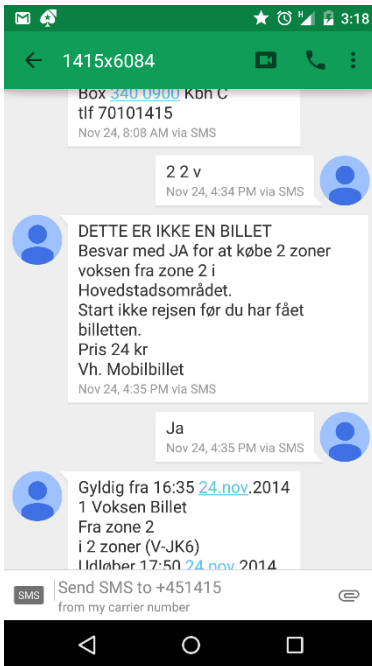 3:18
1415x6084
Box 340 0900 Kbh C
tlf 70101415
Nov 24, 8:08 AM via SMS
2 2 v
Nov 24, 4:34 PM via SMS
DETTE ER IKKE EN BILLET
Besvar med JA for at købe 2 zoner
voksen fra zone 2 i
Hovedstadsområdet.
Start ikke rejsen før du har fået
billetten.
Pris 24 kr
Vh. Mobilbillet
Nov 24, 4:35 PM via SMS
Ja
Nov 24, 4:35 PM via SMS
Gyldig fra 16:35 24.nov.2014
1 Voksen Billet
Fra zone 2
i 2 zoner (V-JK6)
Udløber 17:50 24.nov.2014
SMS
Send SMS to +451415
from my carrier number